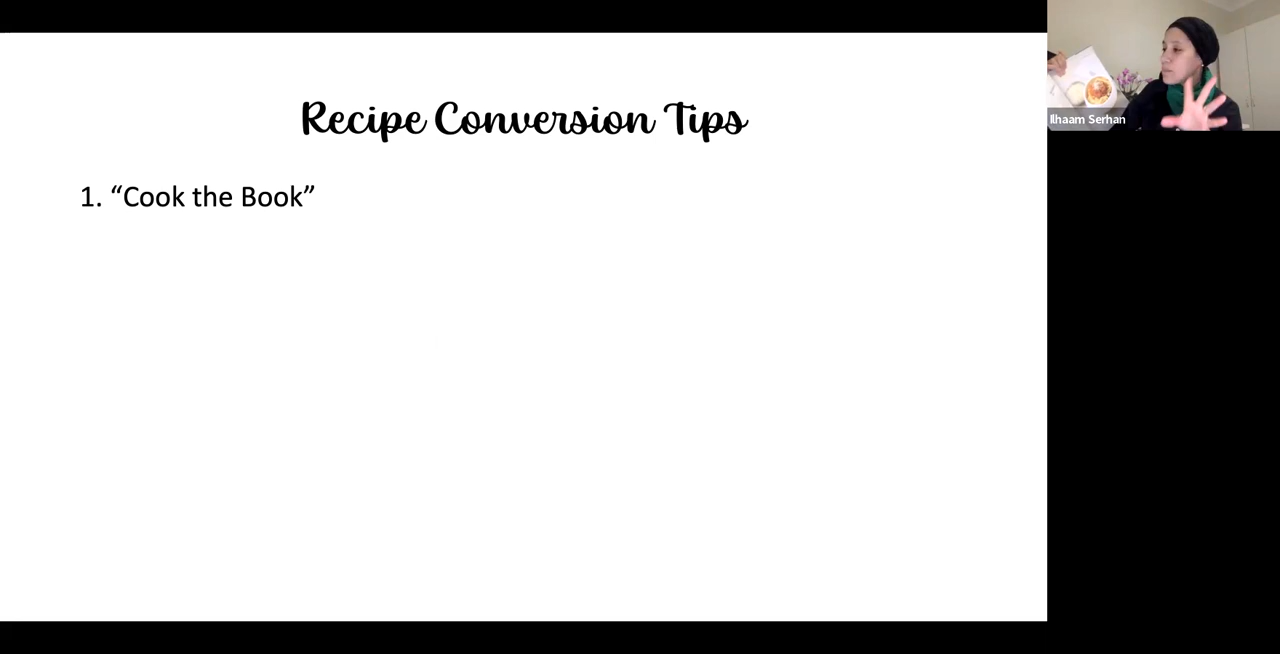 Recipe Conversion Tips
1. “Cook the Book”
Ilhaam Serhan